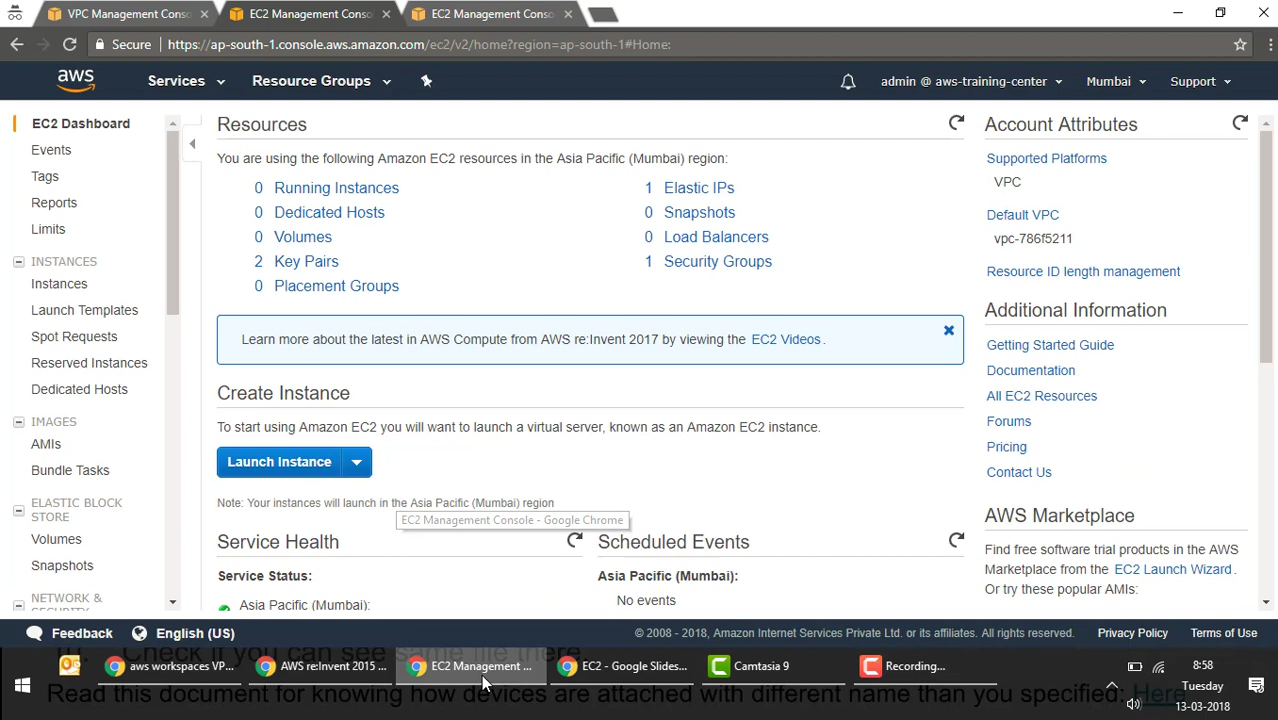 VPC Management Conso
EC2 Management Conso
EC2 Management Conso
Secure
https://ap-south-1.console.aws.amazon.com/ec2/v2/home?region=ap-south-1#Home:
aws
Services
Resource Groups
admin @ aws-training-center
Mumbai
Support
EC2 Dashboard
Events
Tags
Reports
Limits
INSTANCES
Instances
Launch Templates
Spot Requests
Reserved Instances
Dedicated Hosts
IMAGES
AMIs
Bundle Tasks
ELASTIC BLOCK
STORE
Volumes
Snapshots
NETWORK &
SECURITY
Resources
You are using the following Amazon EC2 resources in the Asia Pacific (Mumbai) region:
0 Running Instances
1 Elastic IPs
0 Dedicated Hosts
0 Snapshots
0 Volumes
0 Load Balancers
2 Key Pairs
1 Security Groups
0 Placement Groups
Learn more about the latest in AWS Compute from AWS re:Invent 2017 by viewing the EC2 Videos .
Create Instance
To start using Amazon EC2 you will want to launch a virtual server, known as an Amazon EC2 instance.
Launch Instance
Note: Your instances will launch in the Asia Pacific (Mumbai) region
EC2 Management Console - Google Chrome
Service Health
Service Status:
Asia Pacific (Mumbai):
Scheduled Events
Asia Pacific (Mumbai):
No events
Account Attributes
Supported Platforms
VPC
Default VPC
vpc-786f5211
Resource ID length management
Additional Information
Getting Started Guide
Documentation
All EC2 Resources
Forums
Pricing
Contact Us
AWS Marketplace
Find free software trial products in the AWS
Marketplace from the EC2 Launch Wizard .
Or try these popular AMIs:
Feedback
English (US)
© 2008 - 2018, Amazon Internet Services Private Ltd. or its affiliates. All rights reserved.
Privacy Policy
Terms of Use
10. Check if you can see same file there.
aws workspaces VP...
AWS re:Invent 2015 ...
EC2 Management ...
EC2 - Google Slides...
Camtasia 9
Recording...
8:58
Tuesday
13-03-2018
Read this document for knowing how devices are attached with different name than you specified: Here